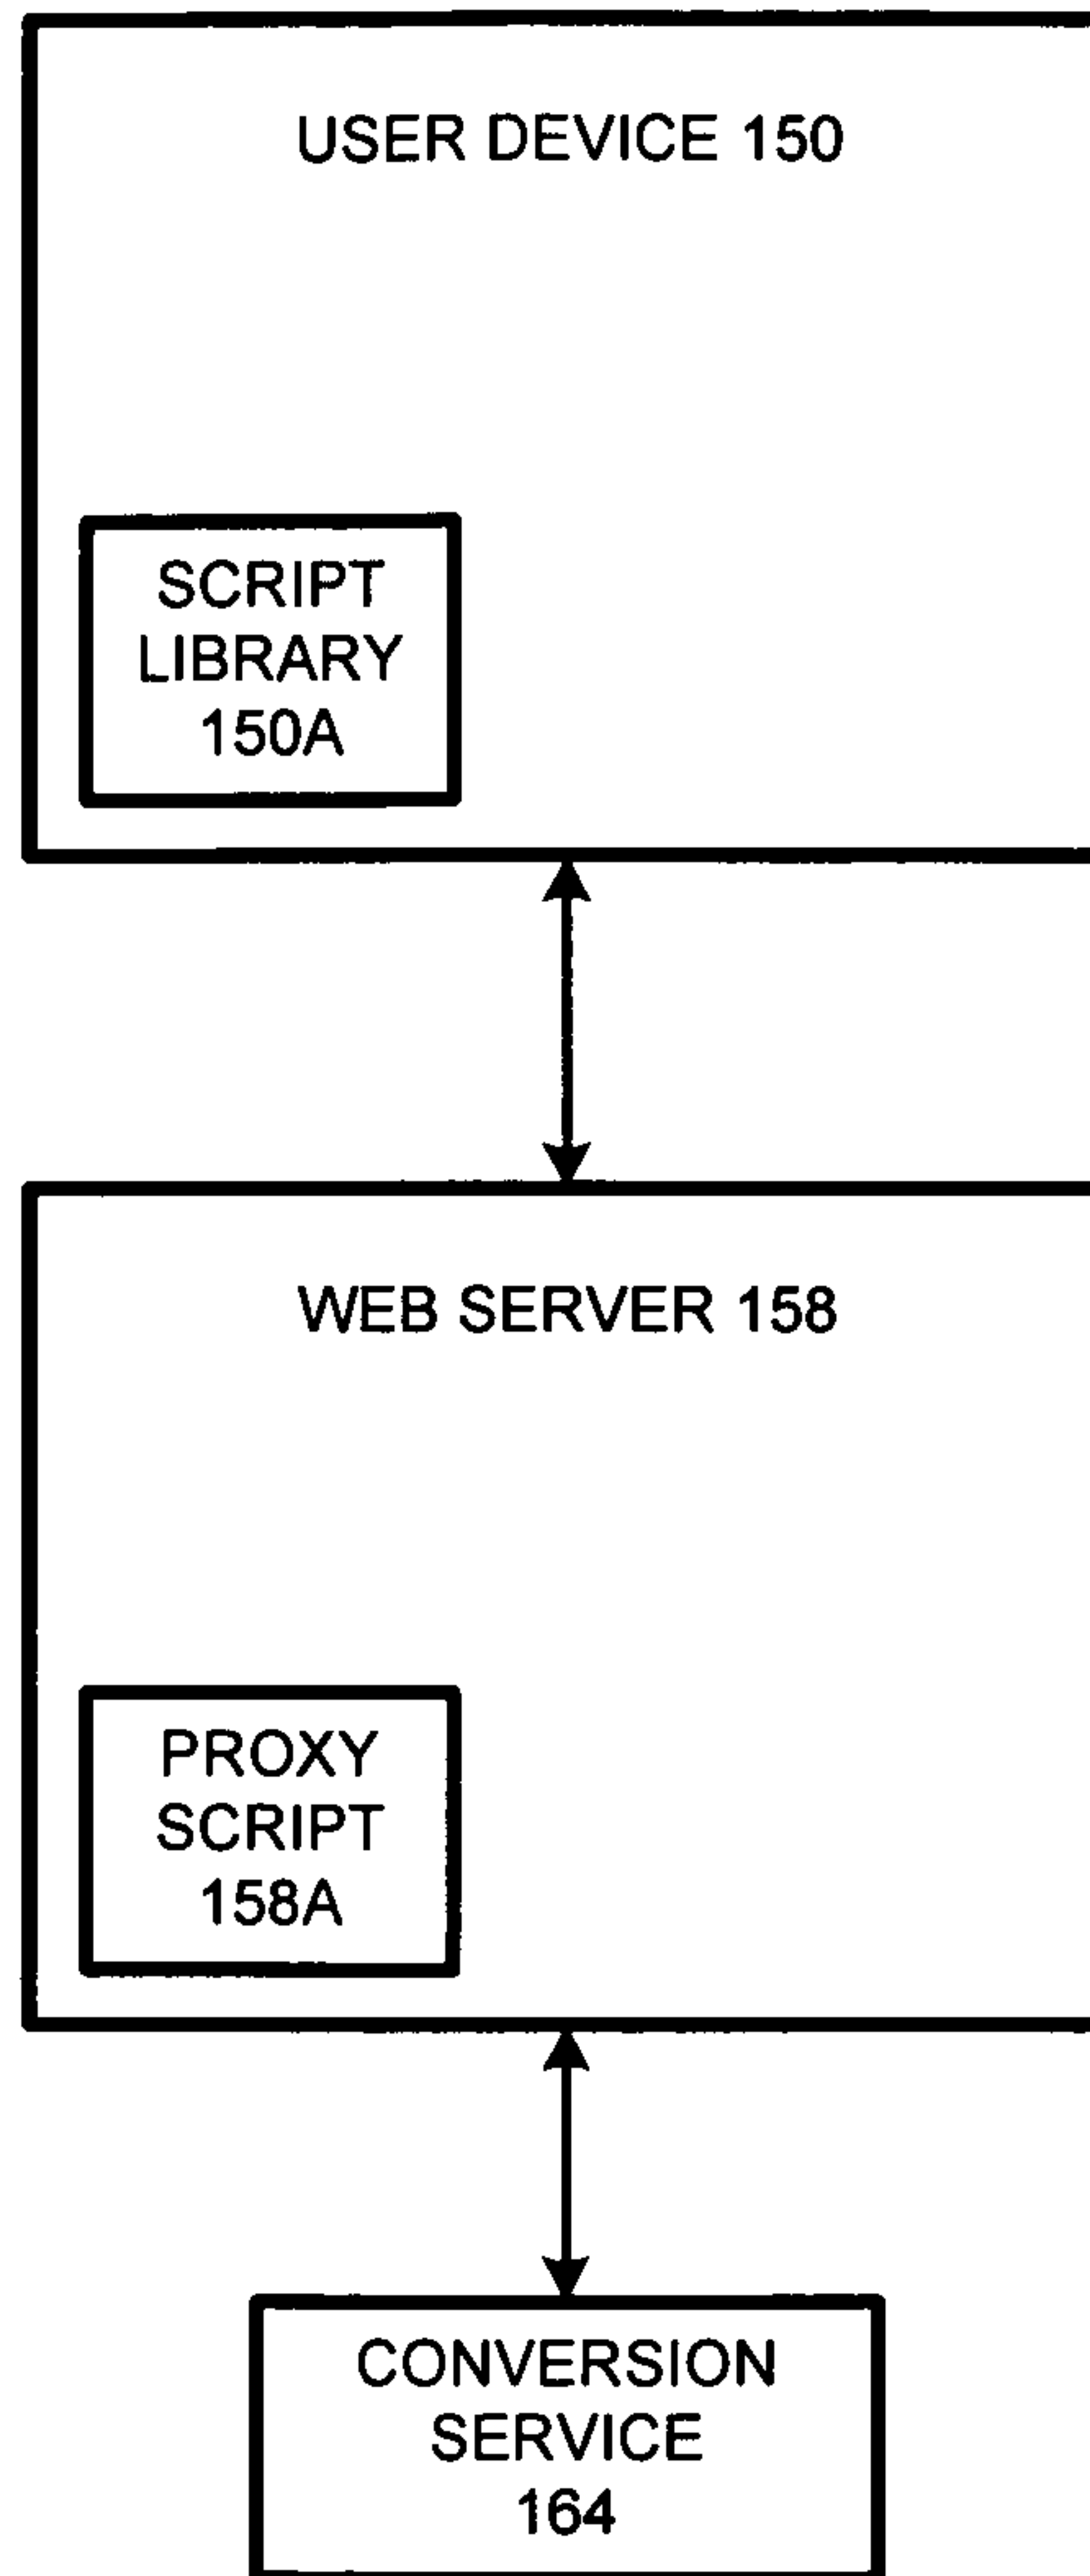 USER DEVICE 150
SCRIPT
LIBRARY
150A
WEB SERVER 158
PROXY
SCRIPT
158A
CONVERSION
SERVICE
164